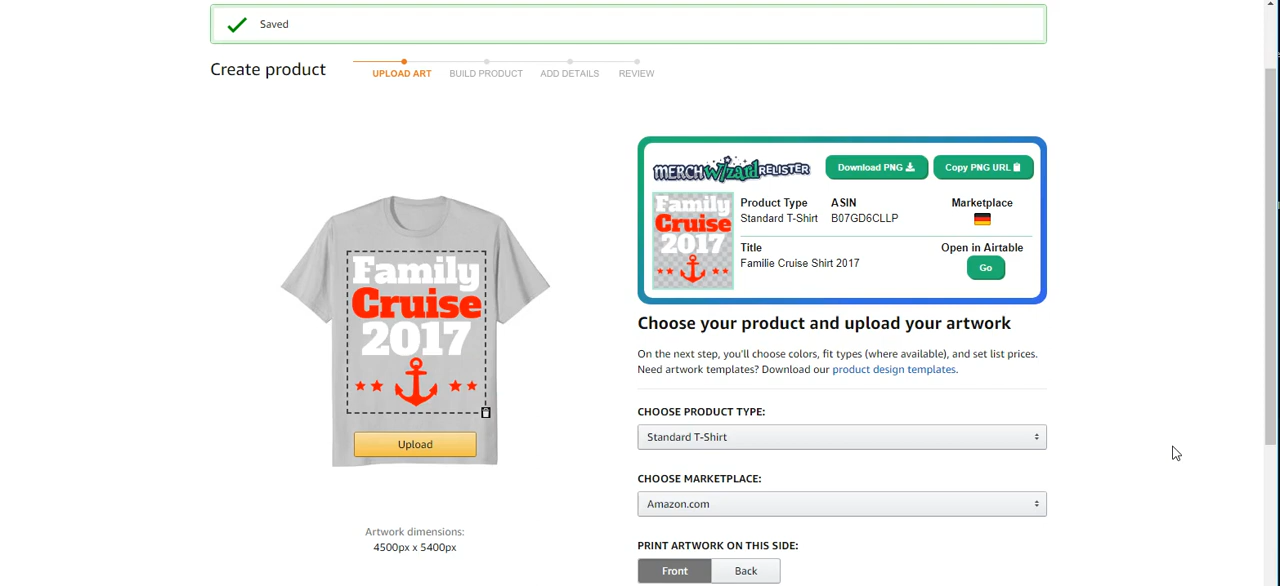 Saved
Create product
UPLOAD ART
BUILD PRODUCT
ADD DETAILS
REVIEW
Family
Cruise
2017
Upload
Artwork dimensions:
4500px x 5400px
MERCH Wizard RELISTER
Download PNG
Copy PNG URL
Family
Cruise
2017
Product Type
ASIN
Marketplace
Standard T-Shirt
B07GD6CLLP
Title
Open in Airtable
Familie Cruise Shirt 2017
Go
Choose your product and upload your artwork
On the next step, you'll choose colors, fit types (where available), and set list prices.
Need artwork templates? Download our product design templates.
CHOOSE PRODUCT TYPE:
Standard T-Shirt
CHOOSE MARKETPLACE:
Amazon.com
PRINT ARTWORK ON THIS SIDE:
Front
Back